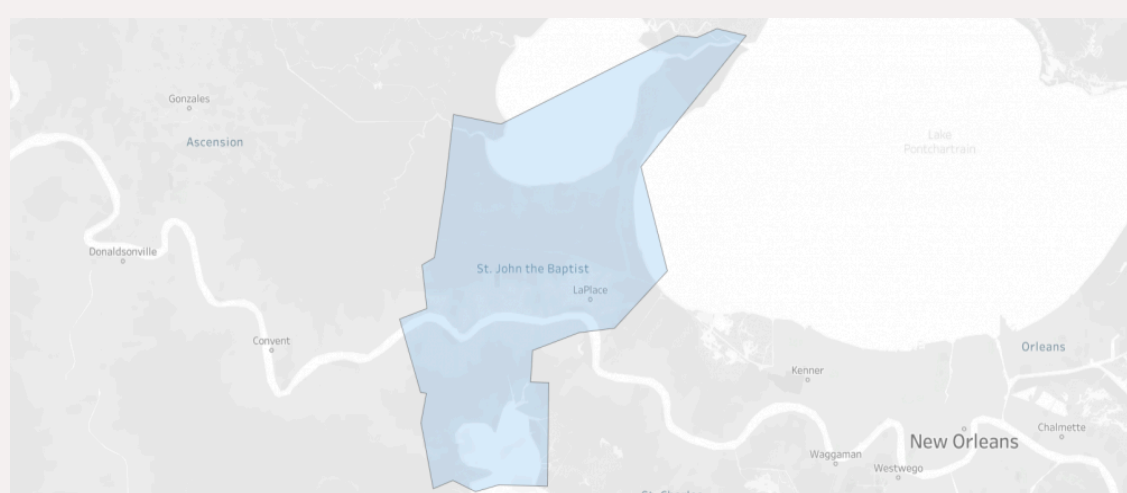 Gonzales
Ascension
Lake
Pontchartrain
Donaldsonville
St. John the Baptist
LaPlace
Convent
Orleans
Kenner
Chalmette
New Orleans
Waggaman
Westwego